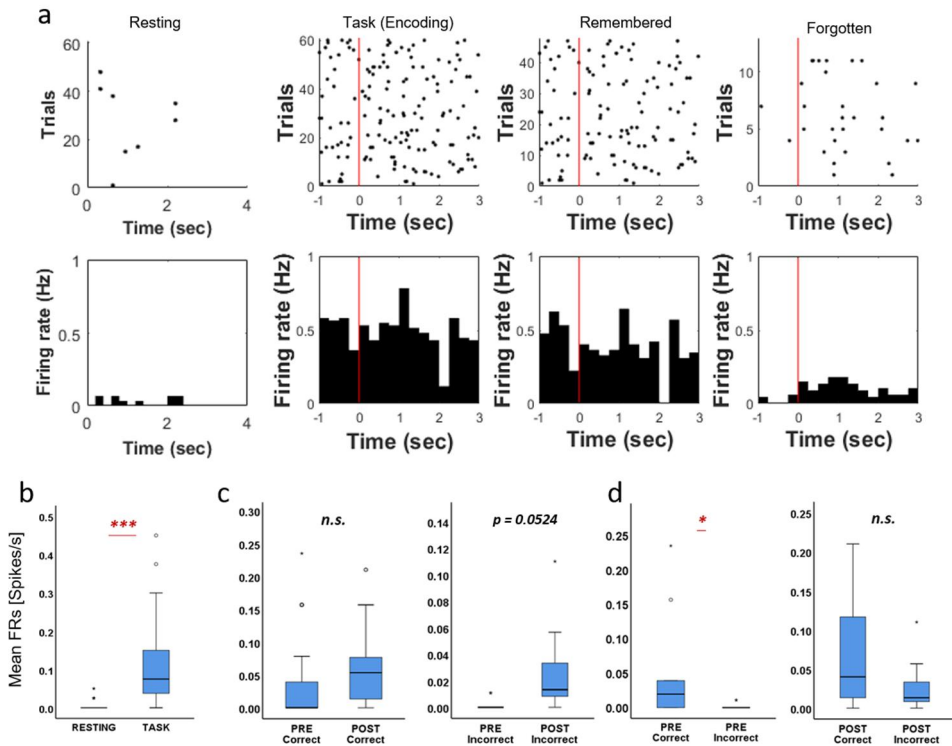 a
Resting
Task (Encoding)
Remembered
Forgotten
Trials
60
40
20
0
0
2
4
Time (sec)
Trials
60
50
40
30
20
10
0
-1
0
1
2
3
Time (sec)
Trials
40
30
20
10
0
-1
0
1
2
3
Time (sec)
Trials
10
5
0
-1
0
1
2
3
Time (sec)
Firing rate (Hz)
1
0.5
0
0
2
4
Time (sec)
Firing rate (Hz)
1
0.5
0
-1
0
1
2
3
Time (sec)
Firing rate (Hz)
1
0.5
0
-1
0
1
2
3
Time (sec)
Firing rate (Hz)
1
0.5
0
-1
0
1
2
3
Time (sec)
b
Mean FRs [Spikes/s]
0.5
0.4
0.3
0.2
0.1
0.0
***
RESTING
TASK
c
n.s.
0.30
0.25
0.20
0.15
0.10
0.05
0.00
PRE
Correct
POST
Correct
p = 0.0524
0.14
0.12
0.10
0.08
0.06
0.04
0.02
0.00
PRE
Incorrect
POST
Incorrect
d
*
0.25
0.20
0.15
0.10
0.05
0.00
PRE
Correct
PRE
Incorrect
n.s.
0.25
0.20
0.15
0.10
0.05
0.00
POST
Correct
POST
Incorrect